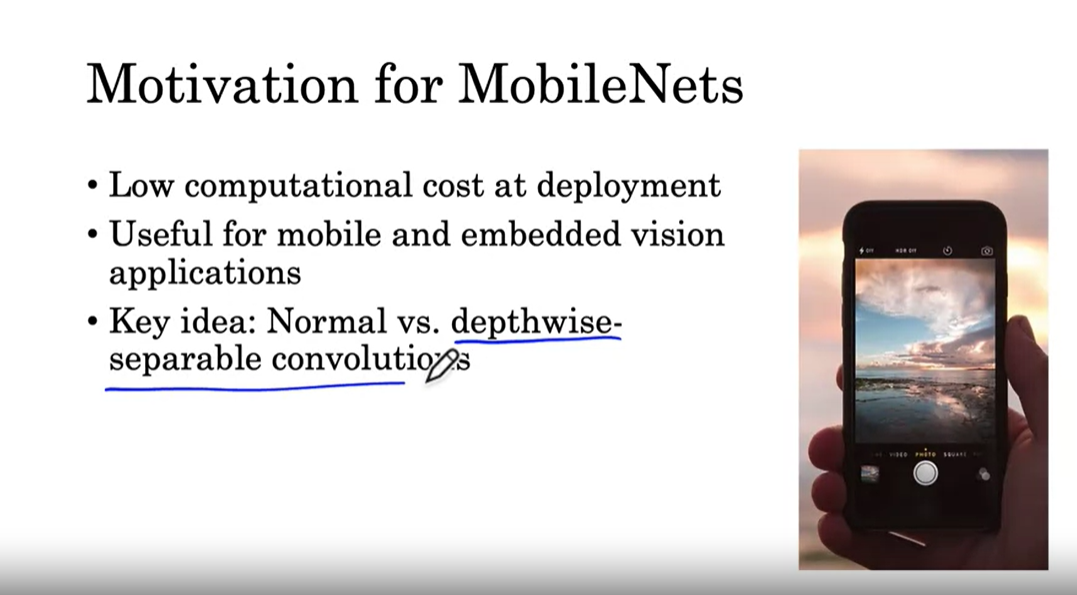 Motivation for MobileNets
• Low computational cost at deployment
• Useful for mobile and embedded vision
applications
• Key idea: Normal vs. depthwise-
separable convolutions
OFF HDR OFF
VIDEO PHOTO SQUARE